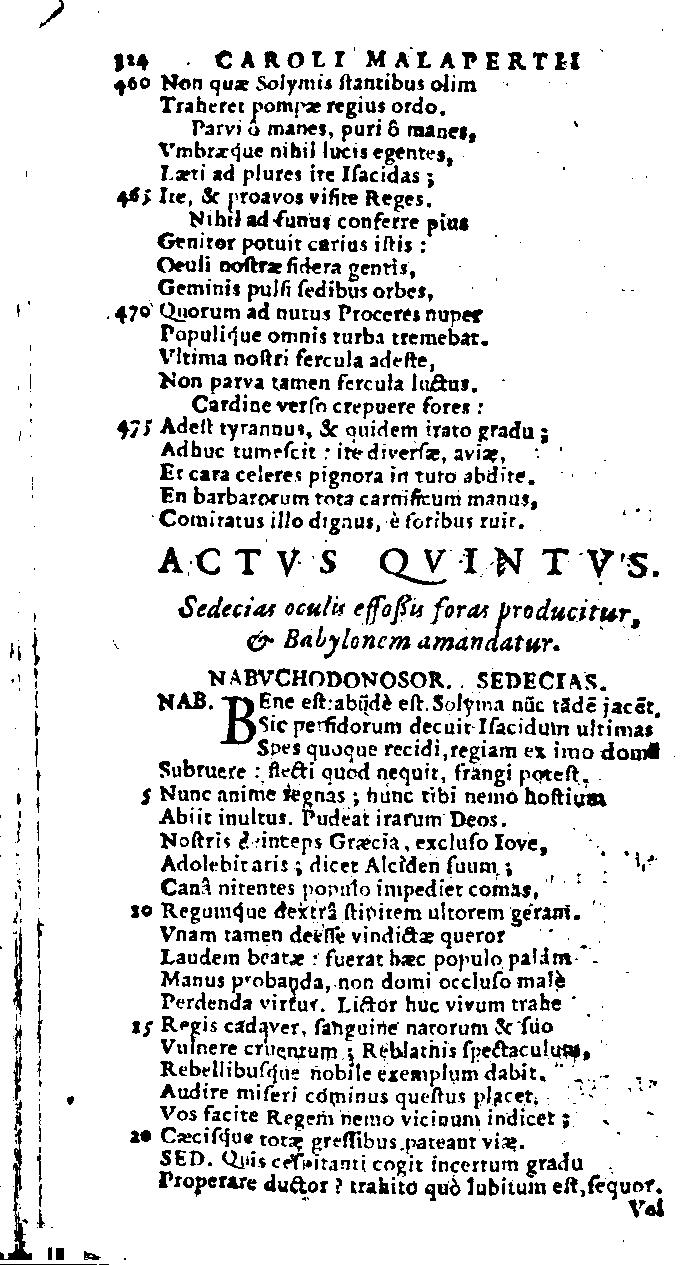 324 CAROLI MALAPERTII
460 Non quæ Solymis ſtantibus olim
Traheret pompæ regius ordo.
Parvi ô manes, puri ô manes,
Vmbræque nihil lucis egentes,
Læti ad plures ite Iſacidas ;
465 Ite, & proavos viſite Reges.
Nihil ad funus conferre pius
Genitor potuit carius iſtis :
Oculi noſtræ ſidera gentis,
Geminis pulſi ſedibus orbes,
470 Quorum ad nutus Proceres nuper
Populiq́ue omnis turba tremebat.
Vltima noſtri fercula adeſte,
Non parva tamen fercula luctus.
Cardine verſo crepuere fores :
475 Adeſt tyrannus, & quidem irato gradu ;
Adhuc tumeſcit : ite diverſæ, aviæ,
Et cara celeres pignora in tuto abdite.
En barbarorum tota carnificum manus,
Comitatus illo dignus, è foribus ruit.
ACTVS QVINTVS.
Sedecias oculis effoſſis foras producitur,
& Babylonem amandatur.
NABVCHODONOSOR. SEDECIAS.
NAB. BEne eſt: abũdè eſt. Solyma nũc tãdẽ jacẽt.
Sic perfidorum decuit Iſacidum ultimas
Spes quoque recidi, regiam ex imo domũ
Subruere : flecti quod nequit, frangi poteſt.
5 Nunc anime ſegnas ; hunc tibi nemo hoſtium
Abiit inultus. Pudeat irarum Deos.
Noſtris deinceps Græcia, excluſo Iove,
Adolebit aris ; dicet Alciden ſuum ;
Canâ nitentes populo impediet comas,
10 Regumq́ue dextrâ ſtipitem ultorem geram.
Vnam tamen deeſſe vindictæ queror
Laudem beatæ : fuerat hæc populo palàm
Manus probanda, non domi occluſo malè
Perdenda virtus. Lictor huc vivum trahe
15 Regis cadaver, ſanguine natorum & ſuo
Vulnere cruentum ; Reblathis ſpectaculum,
Rebellibuſque nobile exemplum dabit.
Audire miſeri cóminus queſtus placet.
Vos facite Regem nemo vicinum indicet ;
20 Cæciſque totæ greſſibus pateant viæ.
SED. Quis ceſpitanti cogit incertum gradu
Properare ductor ? trahito quò lubitum eſt, ſequor.
Vol